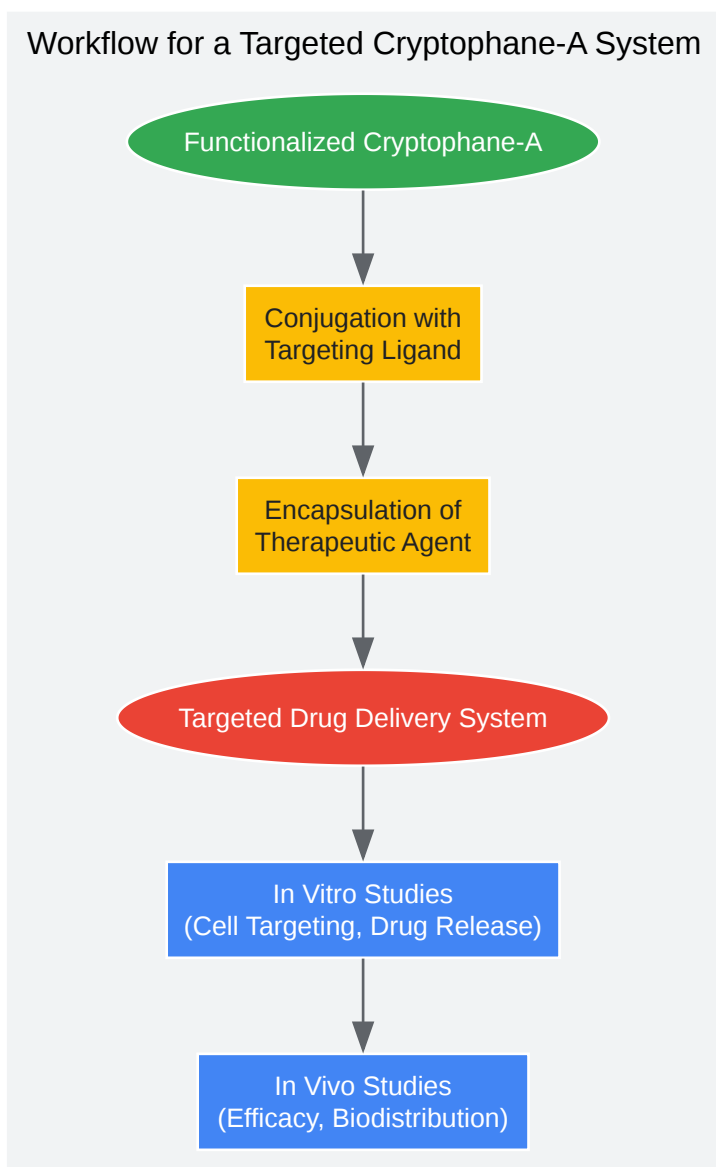 Workflow for a Targeted Cryptophane-A System
Functionalized Cryptophane-A
Conjugation with
Targeting Ligand
Encapsulation of
Therapeutic Agent
Targeted Drug Delivery System
In Vitro Studies
(Cell Targeting, Drug Release)
In Vivo Studies
(Efficacy, Biodistribution)